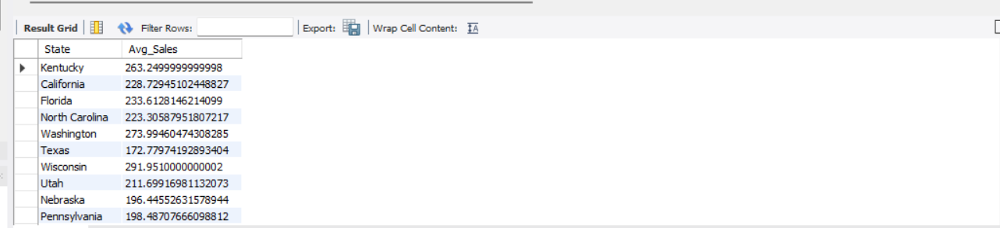 Result Grid Filter Rows: Export: Wrap Cell Content: IA
State Avg_Sales
Kentucky 263.2499999999998
California 228.72945102448827
Florida 233.6128146214099
North Carolina 223.30587951807217
Washington 273.99460474308285
Texas 172.77974192893404
Wisconsin 291.9510000000002
Utah 211.69916981132073
Nebraska 196.44552631578944
Pennsylvania 198.48707666098812